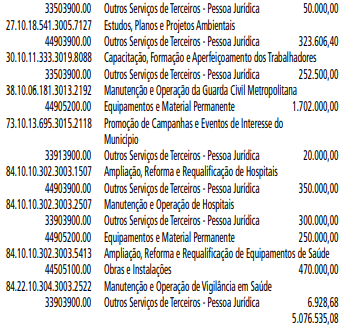 33503900.00 Outros Serviços de Terceiros - Pessoa Jurídica 50.000,00
27.10.18.541.3005.7127 Estudos, Planos e Projetos Ambientais
44903900.00 Outros Serviços de Terceiros - Pessoa Jurídica 323.606,40
30.10.11.333.3019.8088 Capacitação, Formação e Aperfeiçoamento dos Trabalhadores
33503900.00 Outros Serviços de Terceiros - Pessoa Jurídica 252.500,00
38.10.06.181.3013.2192 Manutenção e Operação da Guarda Civil Metropolitana
44905200.00 Equipamentos e Material Permanente 1.702.000,00
73.10.13.695.3015.2118 Promoção de Campanhas e Eventos de Interesse do
Município
33913900.00 Outros Serviços de Terceiros - Pessoa Jurídica 20.000,00
84.10.10.302.3003.1507 Ampliação, Reforma e Requalificação de Hospitais
44903900.00 Outros Serviços de Terceiros - Pessoa Jurídica 350.000,00
84.10.10.302.3003.2507 Manutenção e Operação de Hospitais
33903900.00 Outros Serviços de Terceiros - Pessoa Jurídica 300.000,00
44905200.00 Equipamentos e Material Permanente 250.000,00
84.10.10.302.3003.5413 Ampliação, Reforma e Requalificação de Equipamentos de Saúde
44505100.00 Obras e Instalações 470.000,00
84.22.10.304.3003.2522 Manutenção e Operação de Vigilância em Saúde
33903900.00 Outros Serviços de Terceiros - Pessoa Jurídica 6.928,68
5.076.535,08